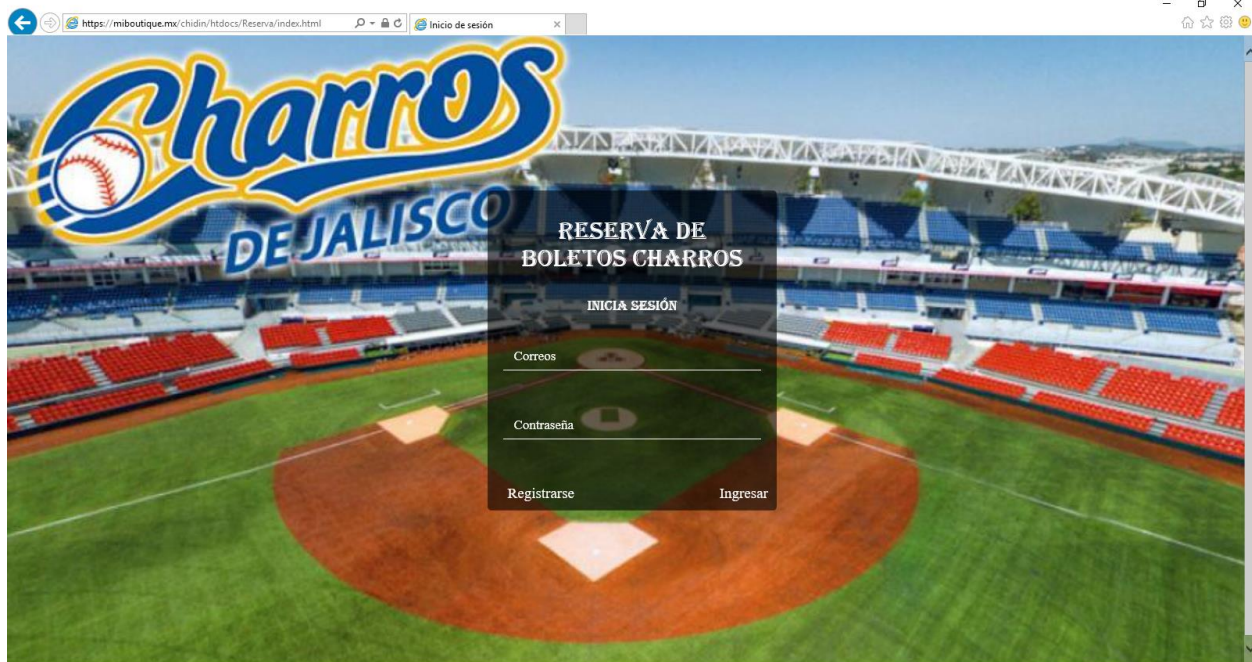 https://miboutique.mx/chidin/htdocs/Reserva/index.html
Inicio de sesión
Charros
DE JALISCO
RESERVA DE
BOLETOS CHARROS
INICIA SESIÓN
Correos
Contraseña
Registrarse
Ingresar